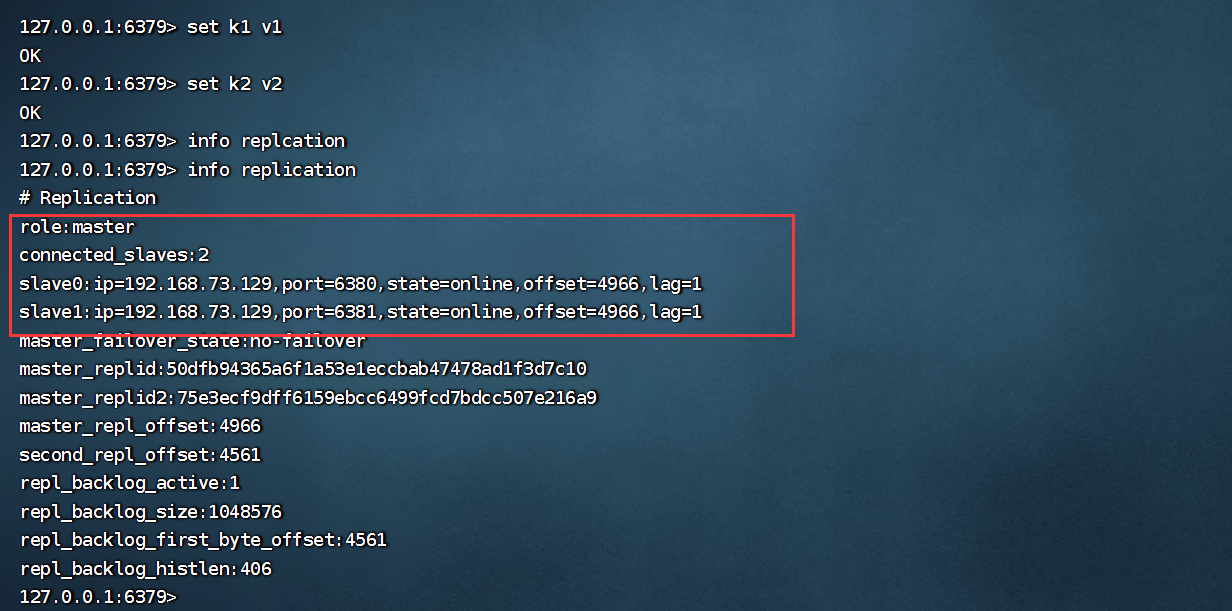 127.0.0.1:6379> set k1 v1
OK
127.0.0.1:6379> set k2 v2
OK
127.0.0.1:6379> info replcation
127.0.0.1:6379> info replication
# Replication
role:master
connected_slaves:2
slave0:ip=192.168.73.129,port=6380,state=online,offset=4966,lag=1
slave1:ip=192.168.73.129,port=6381,state=online,offset=4966,lag=1
master_failover_state:no-failover
master_replid:50dfb94365a6f1a53e1eccbab47478ad1f3d7c10
master_replid2:75e3ecf9dff6159ebcc6499fcd7bdcc507e216a9
master_repl_offset:4966
second_repl_offset:4561
repl_backlog_active:1
repl_backlog_size:1048576
repl_backlog_first_byte_offset:4561
repl_backlog_histlen:406
127.0.0.1:6379>